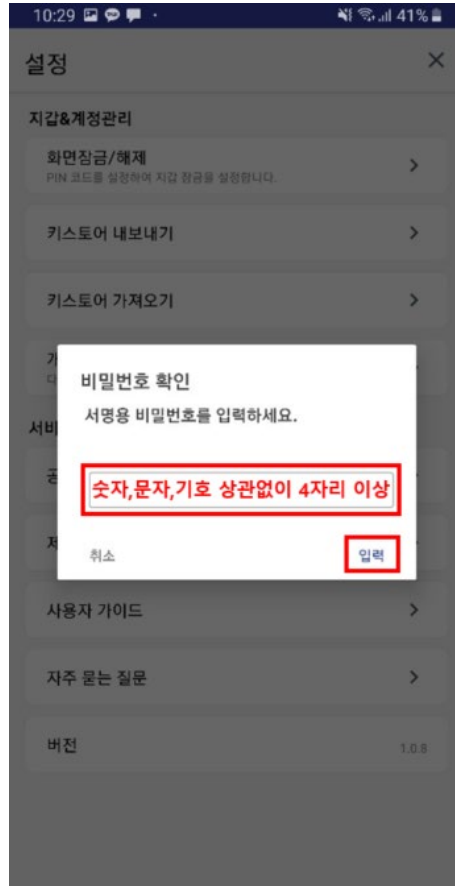 10:29
41%
설정
지갑&계정관리
화면잠금/해제
PIN 코드를 설정하여 지갑 잠금을 설정합니다.
키스토어 내보내기
키스토어 가져오기
비밀번호 확인
서명용 비밀번호를 입력하세요.
숫자,문자,기호 상관없이 4자리 이상
취소
입력
사용자 가이드
자주 묻는 질문
버전
1.0.8